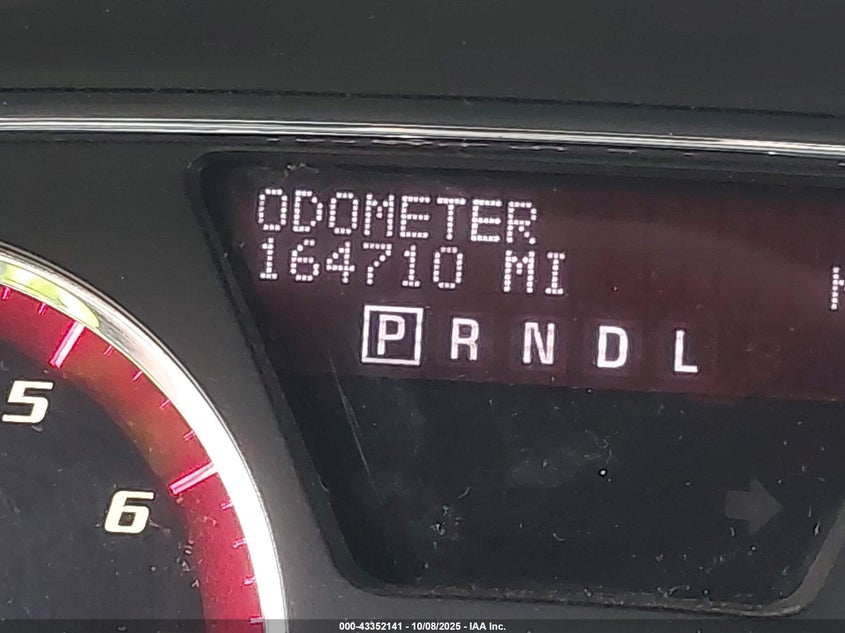 ODOMETER
164710 MI
P R N D L
5
6
000-43352141 - 10/08/2025 - IAA Inc.